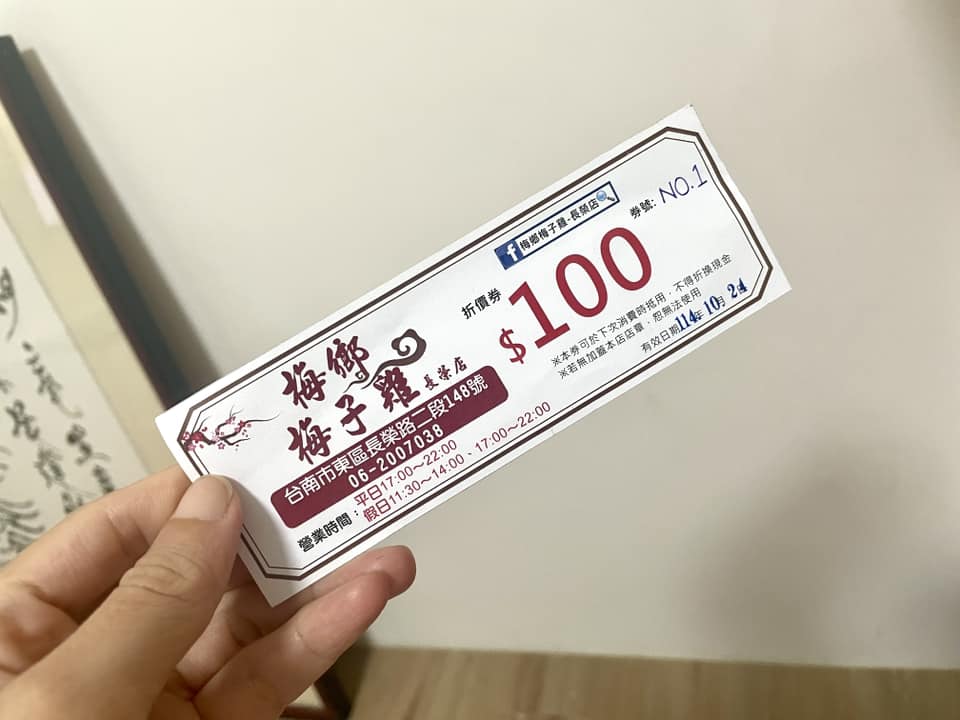 梅鄉梅子雞-長榮店
券號: NO.1
折價券
$100
※本券可於下次消費時抵用，不得折換現金
※若無加蓋本店店章，恕無法使用
有效日期114年10月
梅鄉
梅子雞
長榮店
台南市東區長榮路二段148號
06-2007038
營業時間：平日17:00～22:00
假日11:30～14:00、17:00～22:00